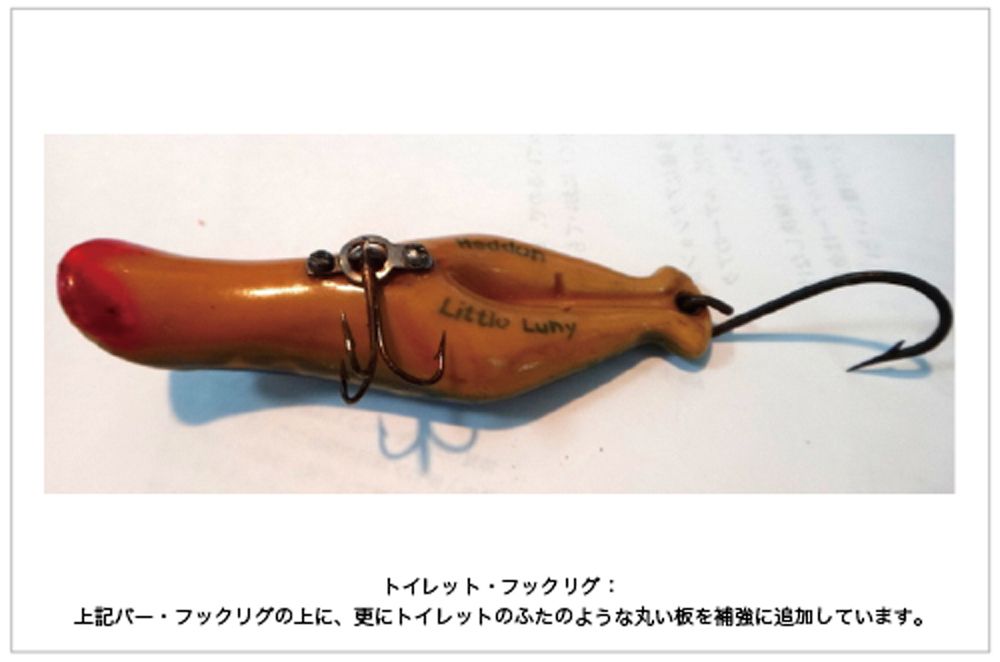 Heddon
Little Luny
トイレット・フックリグ：
上記バー・フックリグの上に、更にトイレットのふたのような丸い板を補強に追加しています。